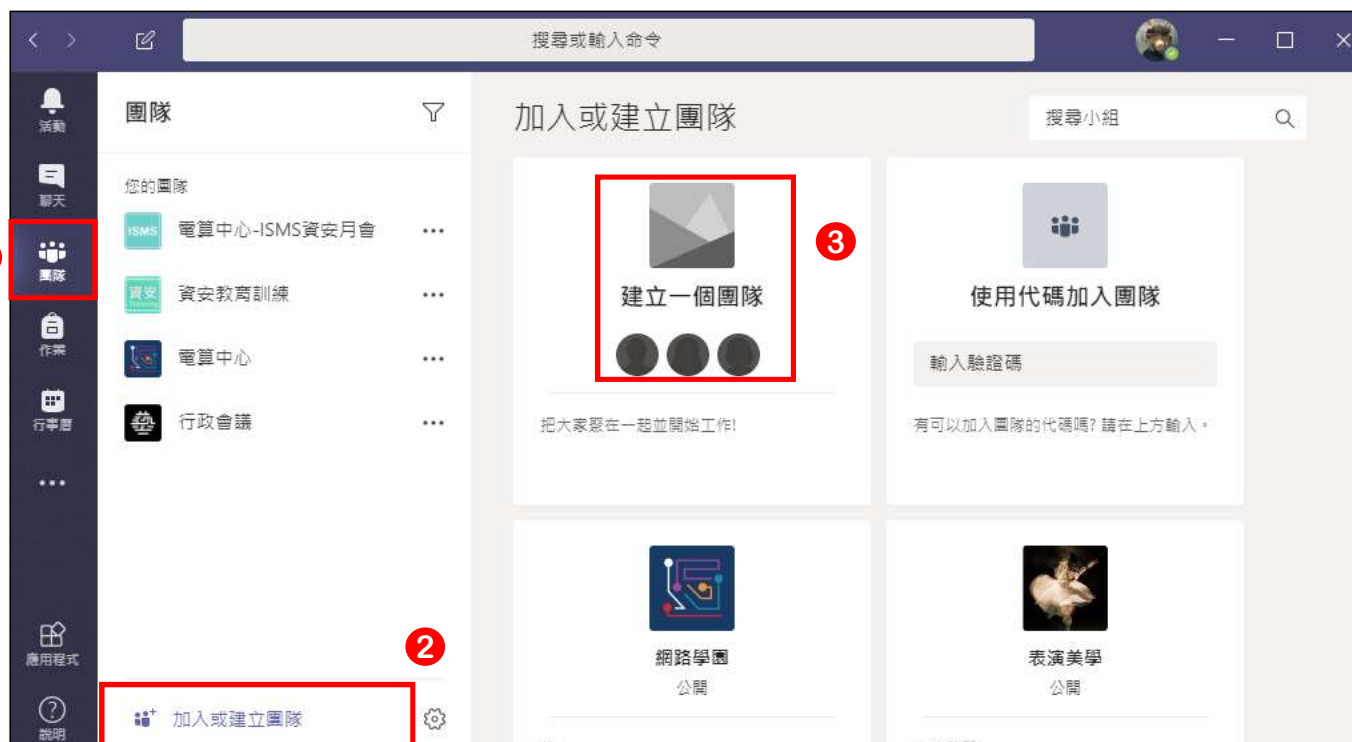 搜尋或輸入命令
活動
聊天
團隊
作業
行事曆
應用程式
說明
團隊
您的團隊
ISMS 電算中心-ISMS資安月會
資安 資安教育訓練
電算中心
行政會議
2
加入或建立團隊
加入或建立團隊
搜尋小組
建立一個團隊
3
把大家聚在一起並開始工作!
使用代碼加入團隊
輸入驗證碼
有可以加入團隊的代碼嗎? 請在上方輸入。
網路學園
公開
表演美學
公開